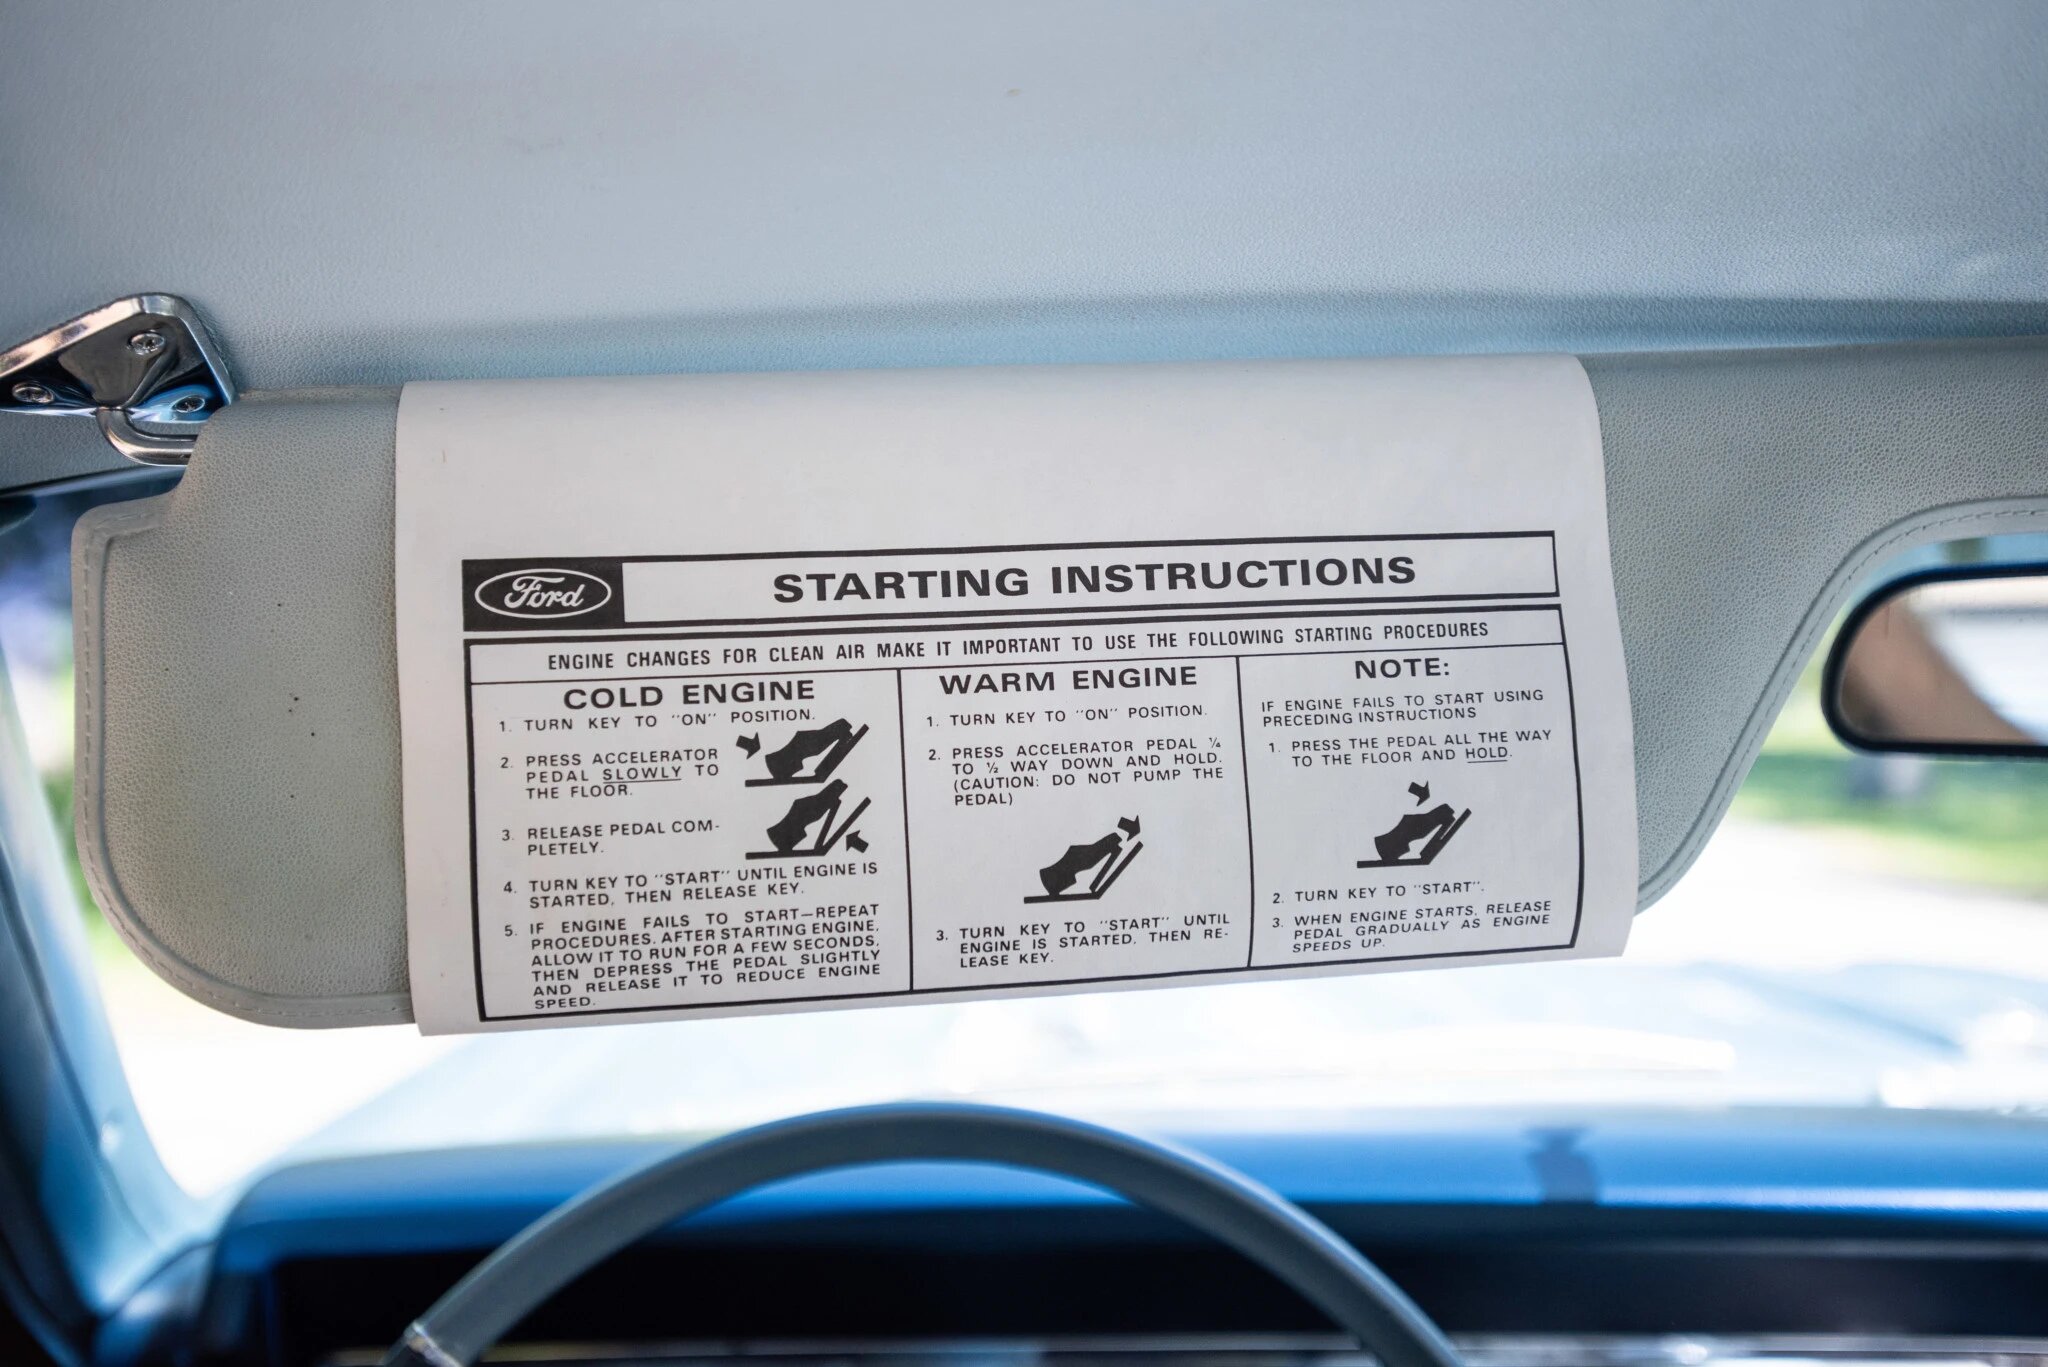 Ford
STARTING INSTRUCTIONS
ENGINE CHANGES FOR CLEAN AIR MAKE IT IMPORTANT TO USE THE FOLLOWING STARTING PROCEDURES
COLD ENGINE
1. TURN KEY TO "ON" POSITION.
2. PRESS ACCELERATOR
PEDAL SLOWLY TO
THE FLOOR.
3. RELEASE PEDAL COM-
PLETELY.
4. TURN KEY TO "START" UNTIL ENGINE IS
STARTED, THEN RELEASE KEY.
5. IF ENGINE FAILS TO START—REPEAT
PROCEDURES. AFTER STARTING ENGINE,
ALLOW IT TO RUN FOR A FEW SECONDS,
THEN DEPRESS THE PEDAL SLIGHTLY
AND RELEASE IT TO REDUCE ENGINE
SPEED.
WARM ENGINE
1. TURN KEY TO "ON" POSITION.
2. PRESS ACCELERATOR PEDAL ¼
TO ½ WAY DOWN AND HOLD.
(CAUTION: DO NOT PUMP THE
PEDAL)
3. TURN KEY TO "START" UNTIL
ENGINE IS STARTED, THEN RE-
LEASE KEY.
NOTE:
IF ENGINE FAILS TO START USING
PRECEDING INSTRUCTIONS
1. PRESS THE PEDAL ALL THE WAY
TO THE FLOOR AND HOLD.
2. TURN KEY TO "START".
3. WHEN ENGINE STARTS, RELEASE
PEDAL GRADUALLY AS ENGINE
SPEEDS UP.